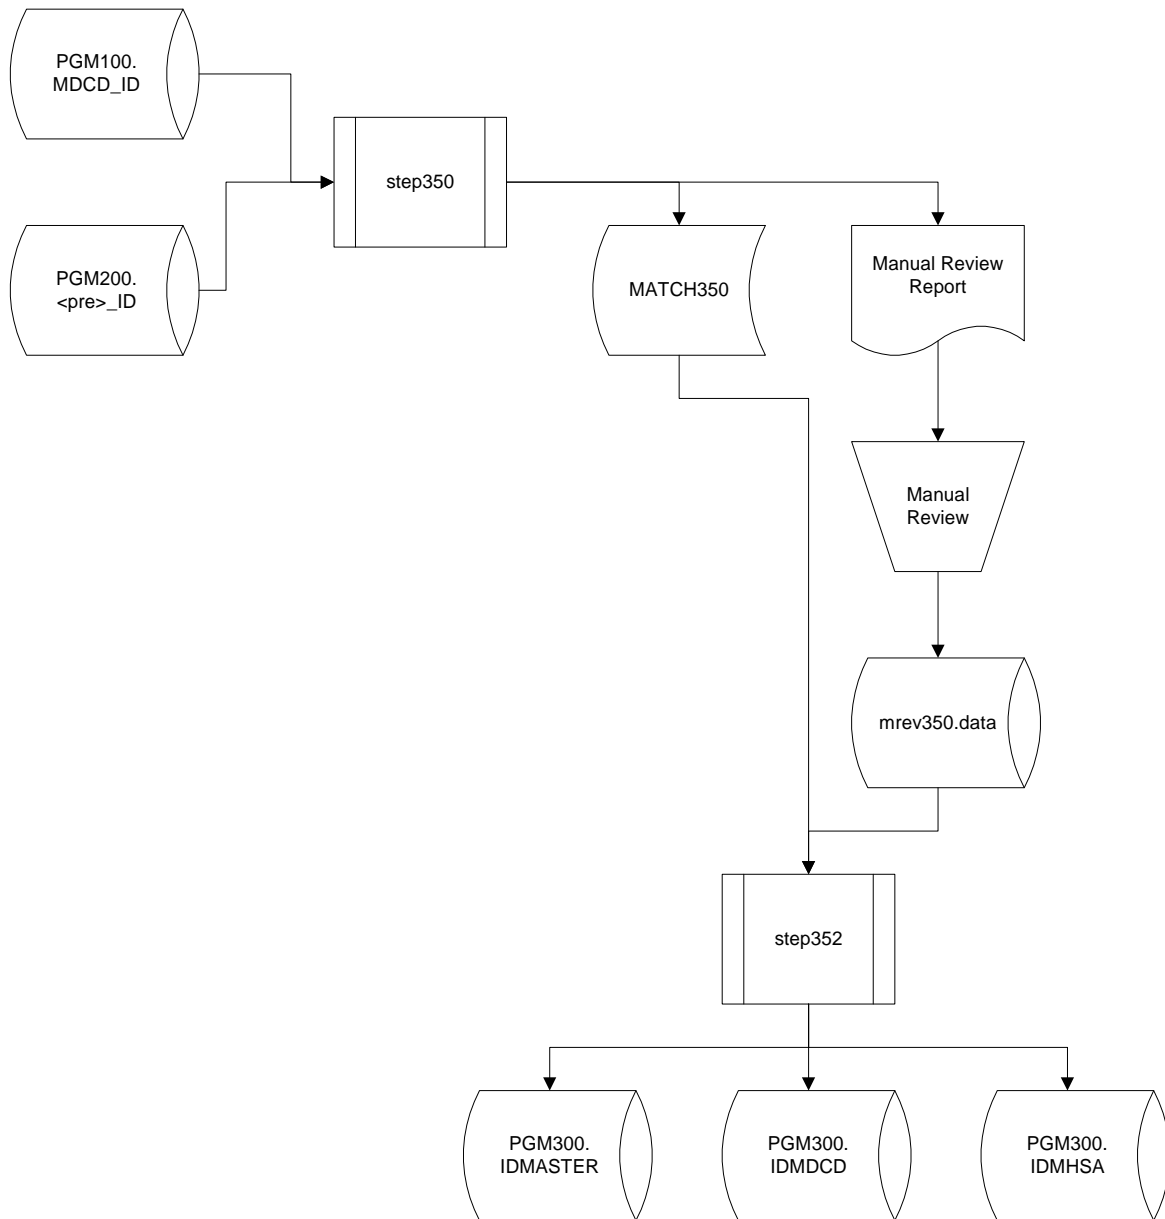 PGM100.
MDCD_ID
step350
PGM200.
<pre>_ID
MATCH350
Manual Review
Report
Manual
Review
mrev350.data
step352
PGM300.
IDMASTER
PGM300.
IDMDCD
PGM300.
IDMHSA